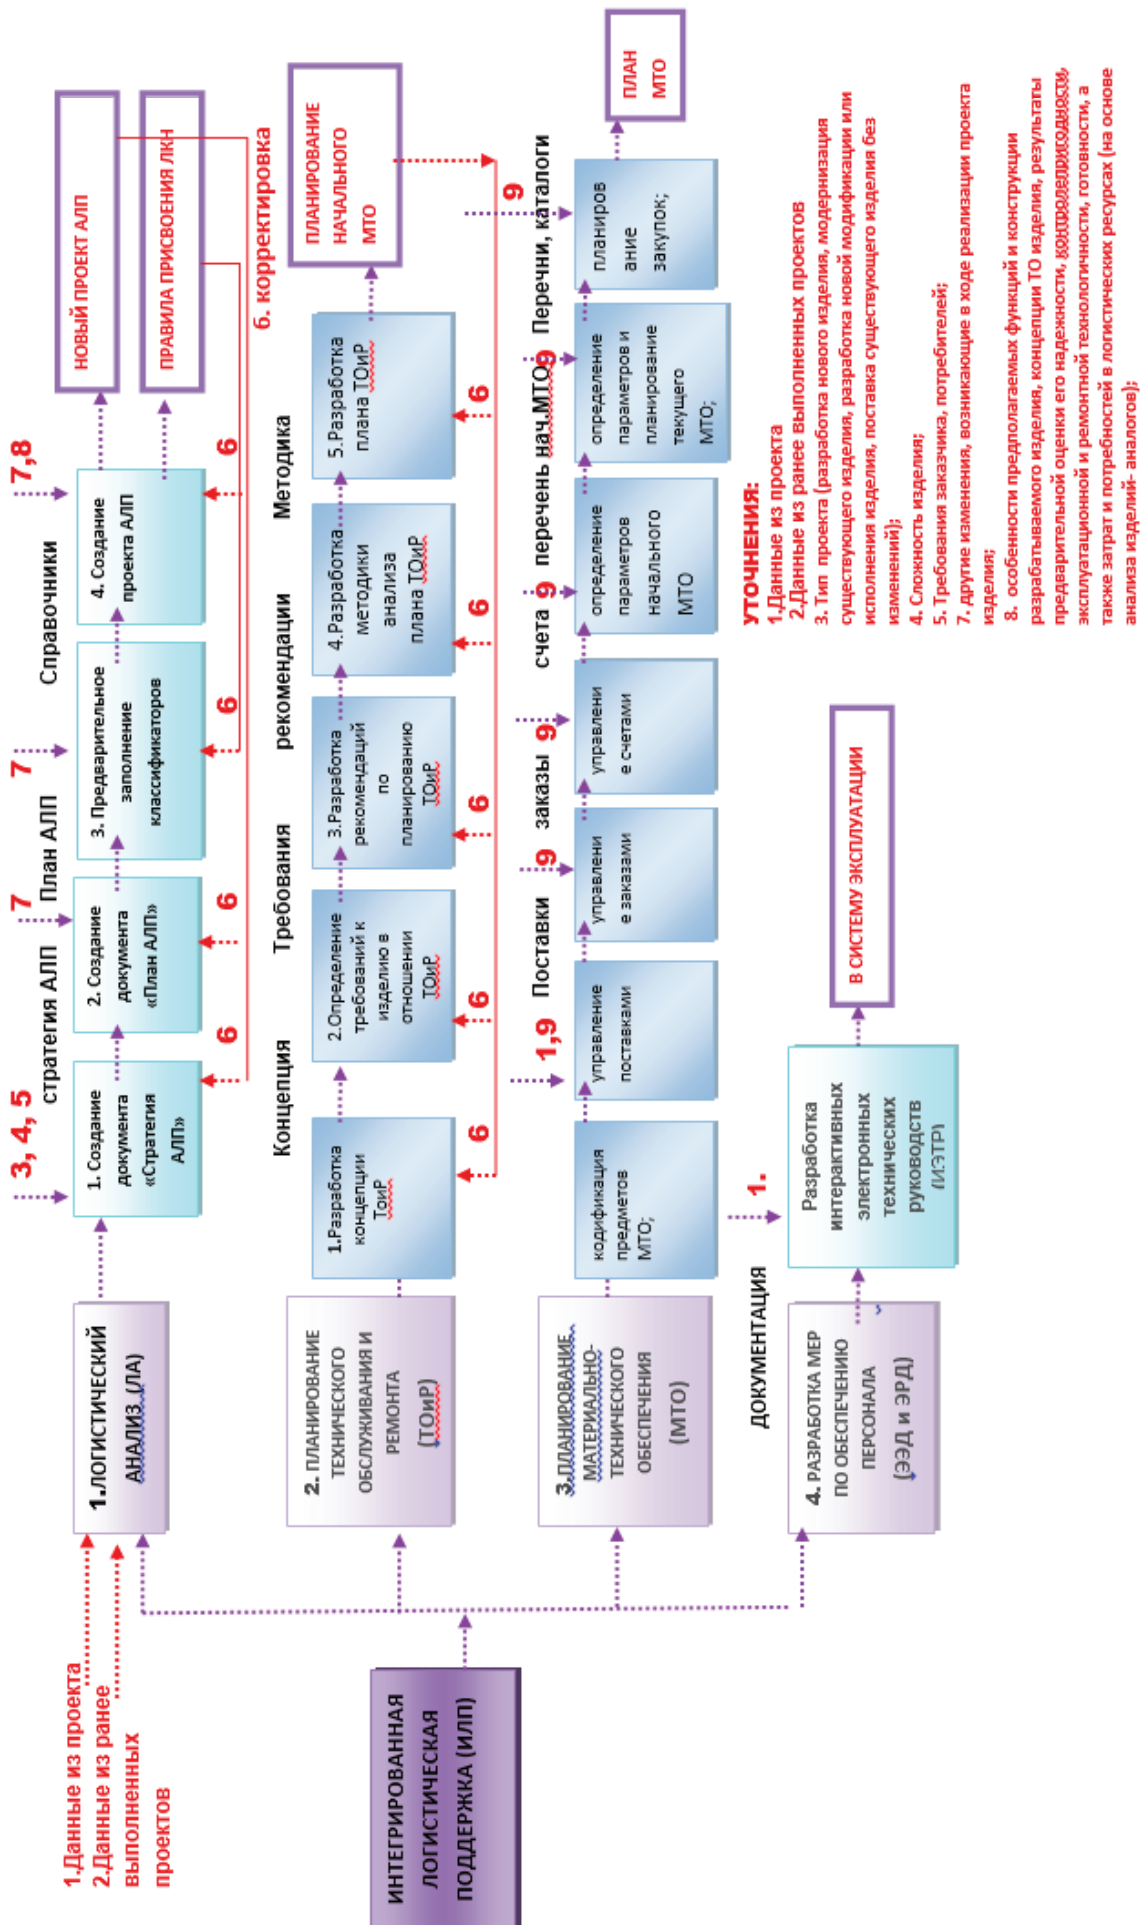 1.Данные из проекта
2.Данные из ранее
выполненных
проектов
ИНТЕГРИРОВАННАЯ
ЛОГИСТИЧЕСКАЯ
ПОДДЕРЖКА (ИЛП)
3, 4, 5
стратегия АЛП
7
План АЛП
7
Справочники
7,8
1.ЛОГИСТИЧЕСКИЙ
АНАЛИЗ (ЛА)
1. Создание
документа
«Стратегия
АЛП»
2. Создание
документа
«План АЛП»
3. Предварительное
заполнение
классификаторов
4. Создание
проекта АЛП
НОВЫЙ ПРОЕКТ АЛП
ПРАВИЛА ПРИСВОЕНИЯ ЛКН
6
6
6
6
6. корректировка
Концепция
Требования
рекомендации
Методика
2. ПЛАНИРОВАНИЕ
ТЕХНИЧЕСКОГО
ОБСЛУЖИВАНИЯ И
РЕМОНТА
(ТОиР)
1.Разработка
концепции
ТоиР
2.Определение
требований к
изделию в
отношении
ТОиР
3.Разработка
рекомендаций
по
планированию
ТОиР
4.Разработка
методики
анализа
плана ТОиР
5.Разработка
плана ТОиР
ПЛАНИРОВАНИЕ
НАЧАЛЬНОГО
МТО
6
6
6
6
6
1,9
Поставки
9
заказы
9
счета
9
перечень нач.МТО
9
Перечни, каталоги
9
3.ПЛАНИРОВАНИЕ
МАТЕРИАЛЬНО-
ТЕХНИЧЕСКОГО
ОБЕСПЕЧЕНИЯ
(МТО)
кодификация
предметов
МТО;
управление
поставками
управлени
е заказами
управлени
е счетами
определение
параметров
начального
МТО
определение
параметров и
планирование
текущего
МТО;
планиров
ание
закупок;
ПЛАН
МТО
ДОКУМЕНТАЦИЯ
1.
4. РАЗРАБОТКА МЕР
ПО ОБЕСПЕЧЕНИЮ
ПЕРСОНАЛА
(ЭЭД и ЭРД)
Разработка
интерактивных
электронных
технических
руководств
(ИЭТР)
В СИСТЕМУ ЭКСПЛУАТАЦИИ
УТОЧНЕНИЯ:
1.Данные из проекта
2.Данные из ранее выполненных проектов
3. Тип проекта (разработка нового изделия, модернизация
существующего изделия, разработка новой модификации или
исполнения изделия, поставка существующего изделия без
изменений);
4. Сложность изделия;
5. Требования заказчика, потребителей;
7. другие изменения, возникающие в ходе реализации проекта
изделия;
8. особенности предполагаемых функций и конструкции
разрабатываемого изделия, концепции ТО изделия, результаты
предварительной оценки его надежности, контролепригодности,
эксплуатационной и ремонтной технологичности, готовности, а
также затрат и потребностей в логистических ресурсах (на основе
анализа изделий- аналогов);